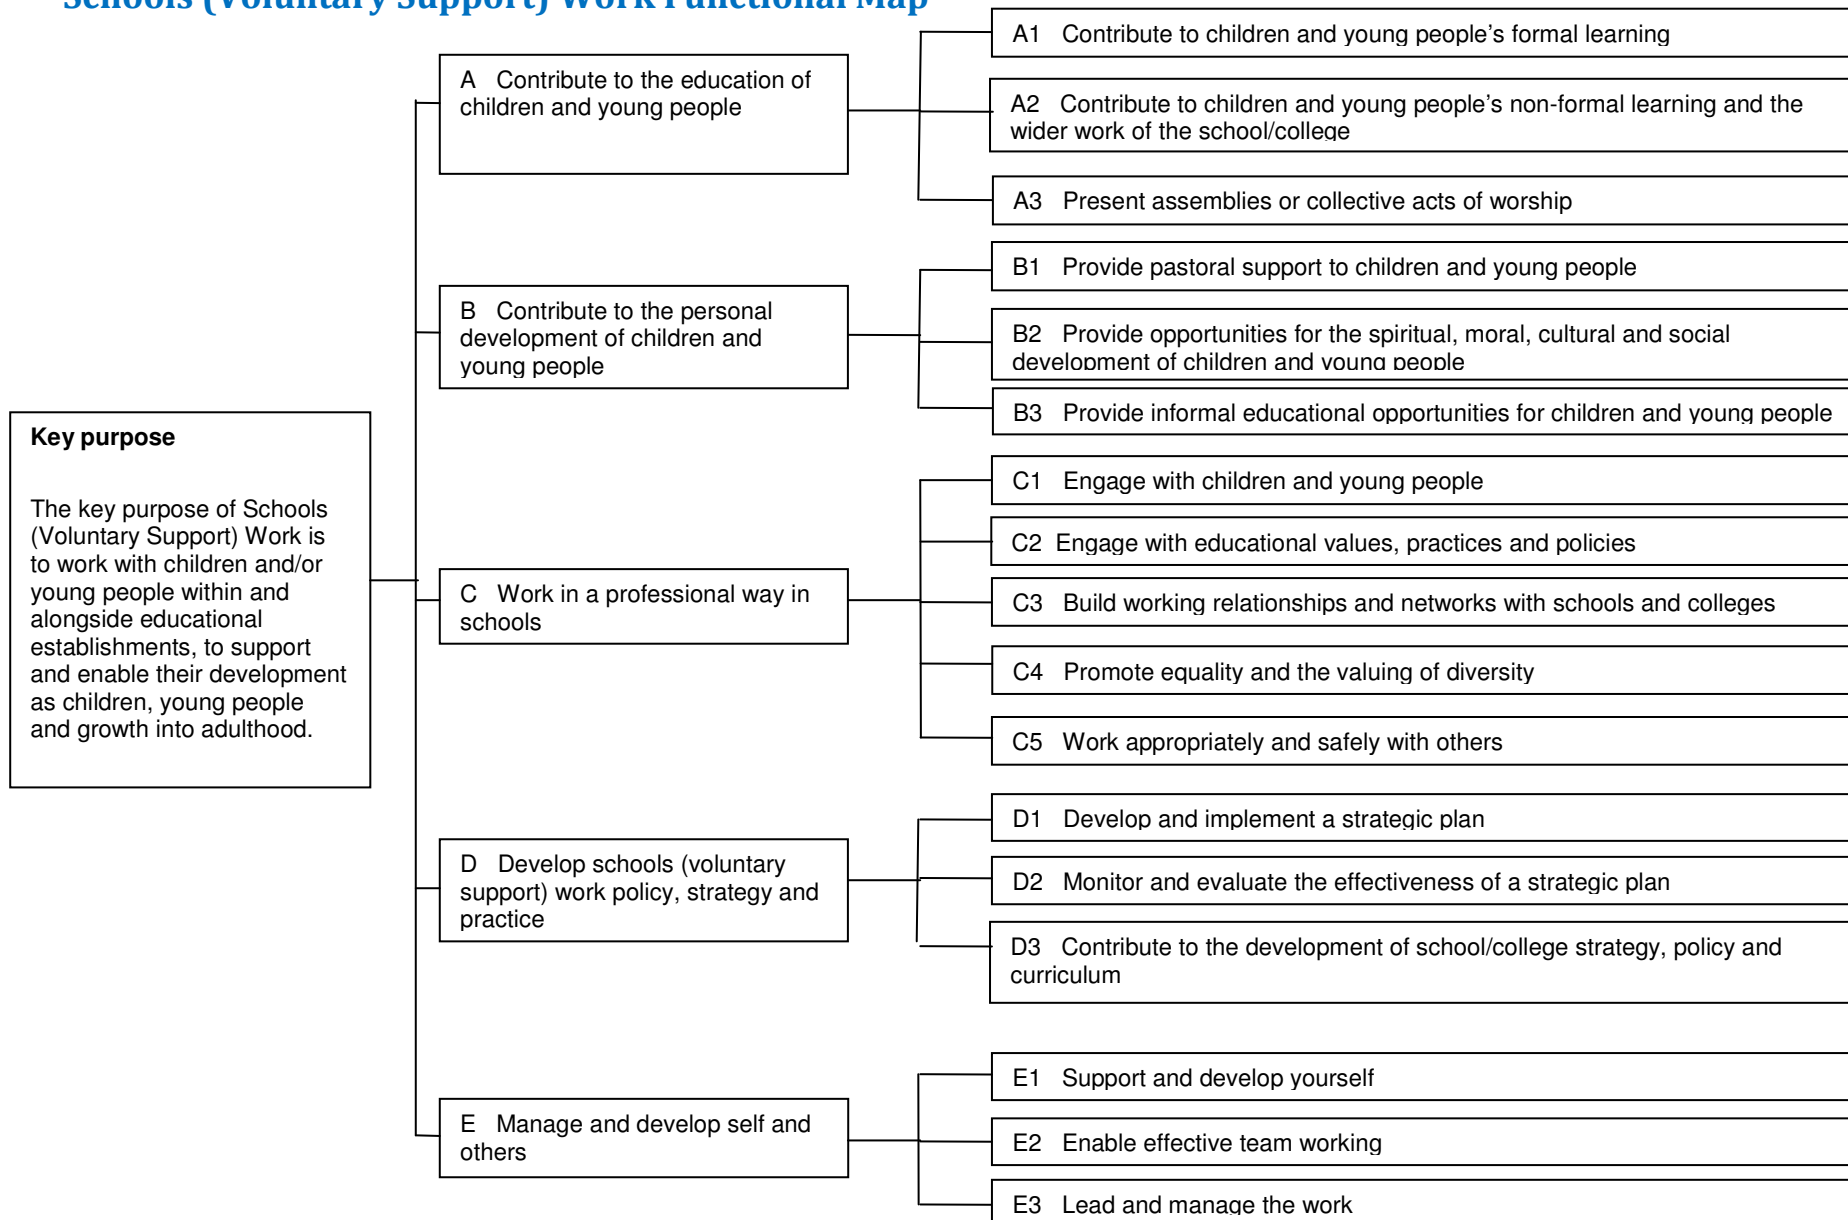 Schools (Voluntary Support) Work Functional Map
Key purpose
The key purpose of Schools
(Voluntary Support) Work is
to work with children and/or
young people within and
alongside educational
establishments, to support
and enable their development
as children, young people
and growth into adulthood.
A Contribute to the education of
children and young people
A1 Contribute to children and young people's formal learning
A2 Contribute to children and young people's non-formal learning and the
wider work of the school/college
A3 Present assemblies or collective acts of worship
B Contribute to the personal
development of children and
young people
B1 Provide pastoral support to children and young people
B2 Provide opportunities for the spiritual, moral, cultural and social
development of children and young people
B3 Provide informal educational opportunities for children and young people
C Work in a professional way in
schools
C1 Engage with children and young people
C2 Engage with educational values, practices and policies
C3 Build working relationships and networks with schools and colleges
C4 Promote equality and the valuing of diversity
C5 Work appropriately and safely with others
D Develop schools (voluntary
support) work policy, strategy and
practice
D1 Develop and implement a strategic plan
D2 Monitor and evaluate the effectiveness of a strategic plan
D3 Contribute to the development of school/college strategy, policy and
curriculum
E Manage and develop self and
others
E1 Support and develop yourself
E2 Enable effective team working
E3 Lead and manage the work